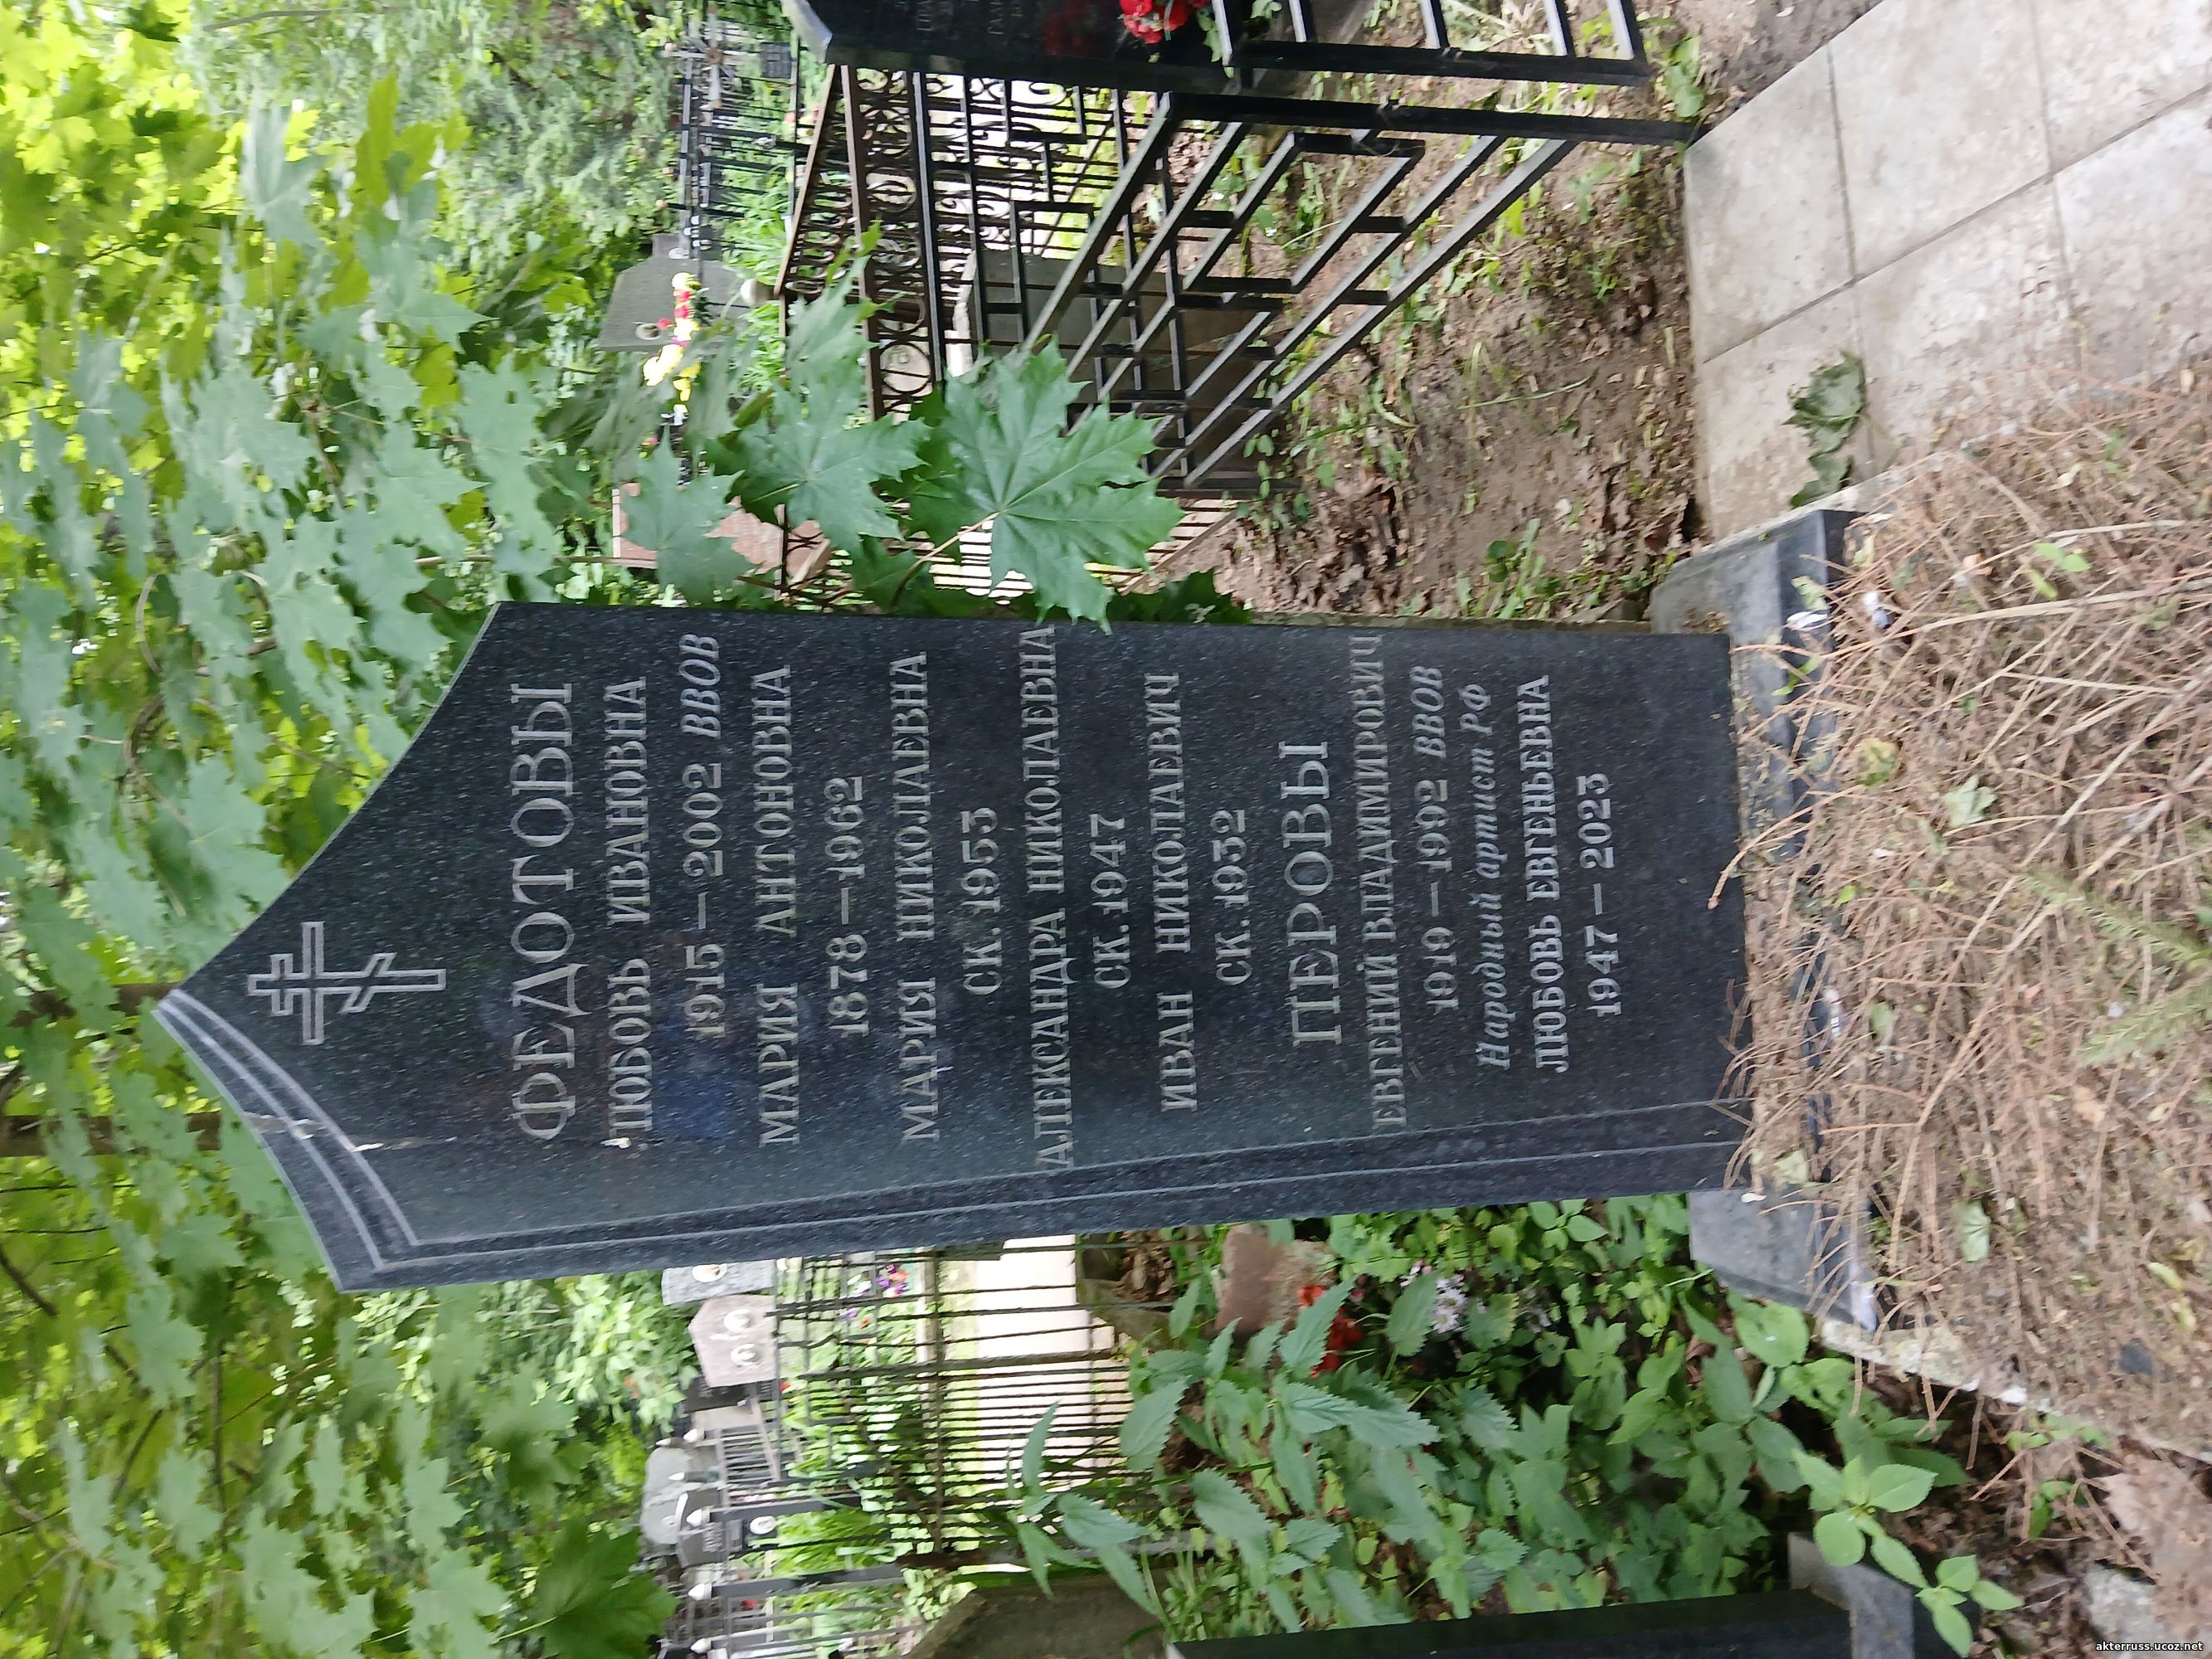 ФЕДОТОВЫ
ЛЮБОВЬ ИВАНОВНА
1915–2002 ВВОВ
МАРИЯ АНТОНОВНА
1878–1962
МАРИЯ НИКОЛАЕВНА
СК. 1953
АЛЕКСАНДРА НИКОЛАЕВНА
СК. 1947
ИВАН НИКОЛАЕВИЧ
СК. 1932
ПЕРОВЫ
ЕВГЕНИЙ ВЛАДИМИРОВИЧ
1919–1992 ВВОВ
Народный артист РФ
ЛЮБОВЬ ЕВГЕНЬЕВНА
1947–2023
akterruss.ucoz.net